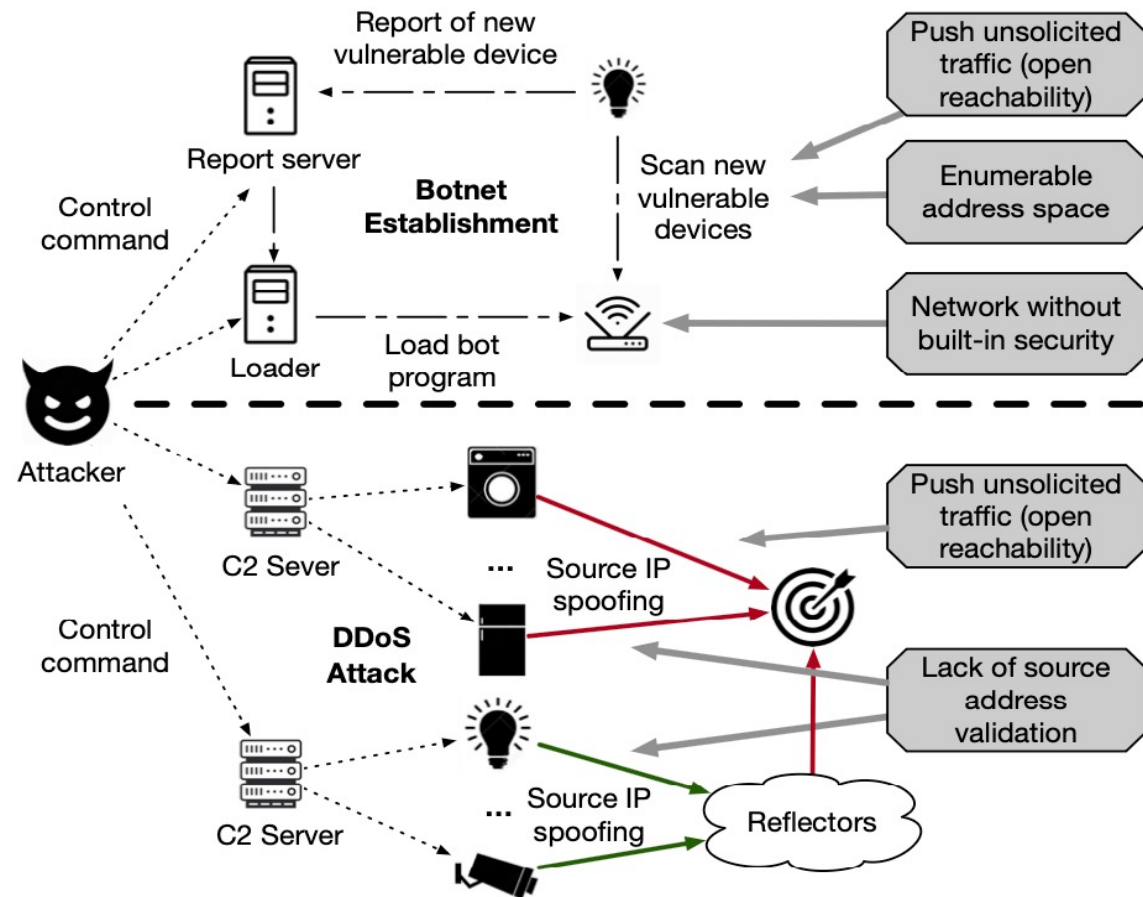 Report of new
vulnerable device
Push unsolicited
traffic (open
reachability)
Report server
Scan new
vulnerable
devices
Enumerable
address space
Control
command
Botnet
Establishment
Network without
built-in security
Loader
Load bot
program
Attacker
Push unsolicited
traffic (open
reachability)
C2 Sever
...
Source IP
spoofing
Control
command
DDoS
Attack
Lack of source
address
validation
C2 Server
...
Source IP
spoofing
Reflectors